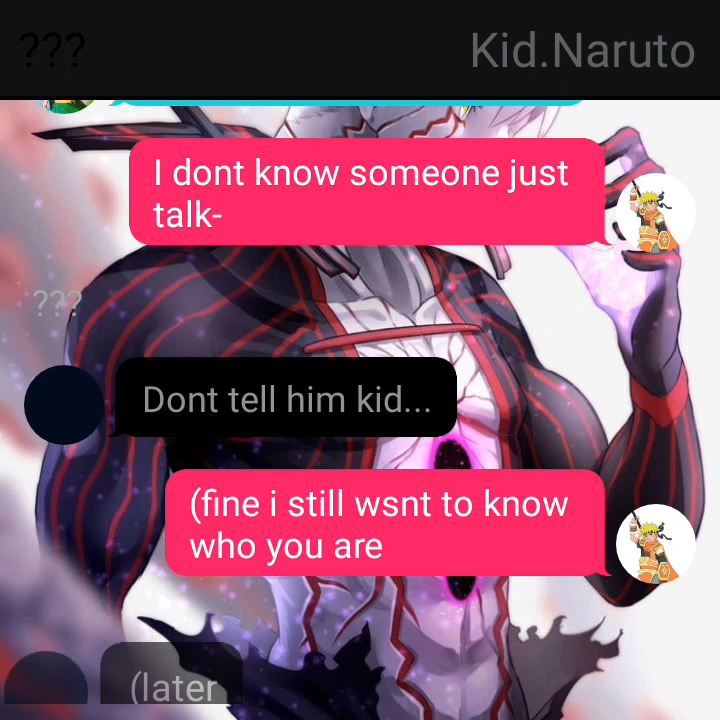 ??? Kid.Naruto
I dont know someone just
talk-
???
Dont tell him kid...
(fine i still wsnt to know
who you are
(later